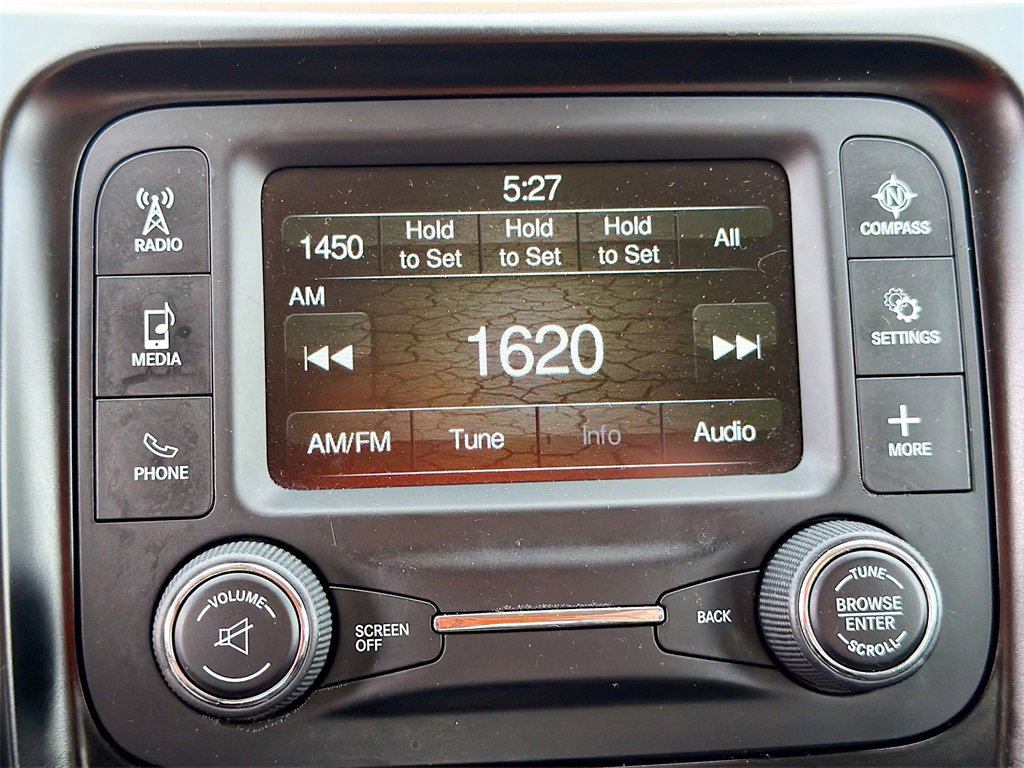 5:27
1450 Hold to Set Hold to Set Hold to Set All
AM
1620
AM/FM Tune Info Audio
RADIO
MEDIA
PHONE
N
COMPASS
SETTINGS
+
MORE
VOLUME
SCREEN
OFF
BACK
TUNE
BROWSE
ENTER
SCROLL